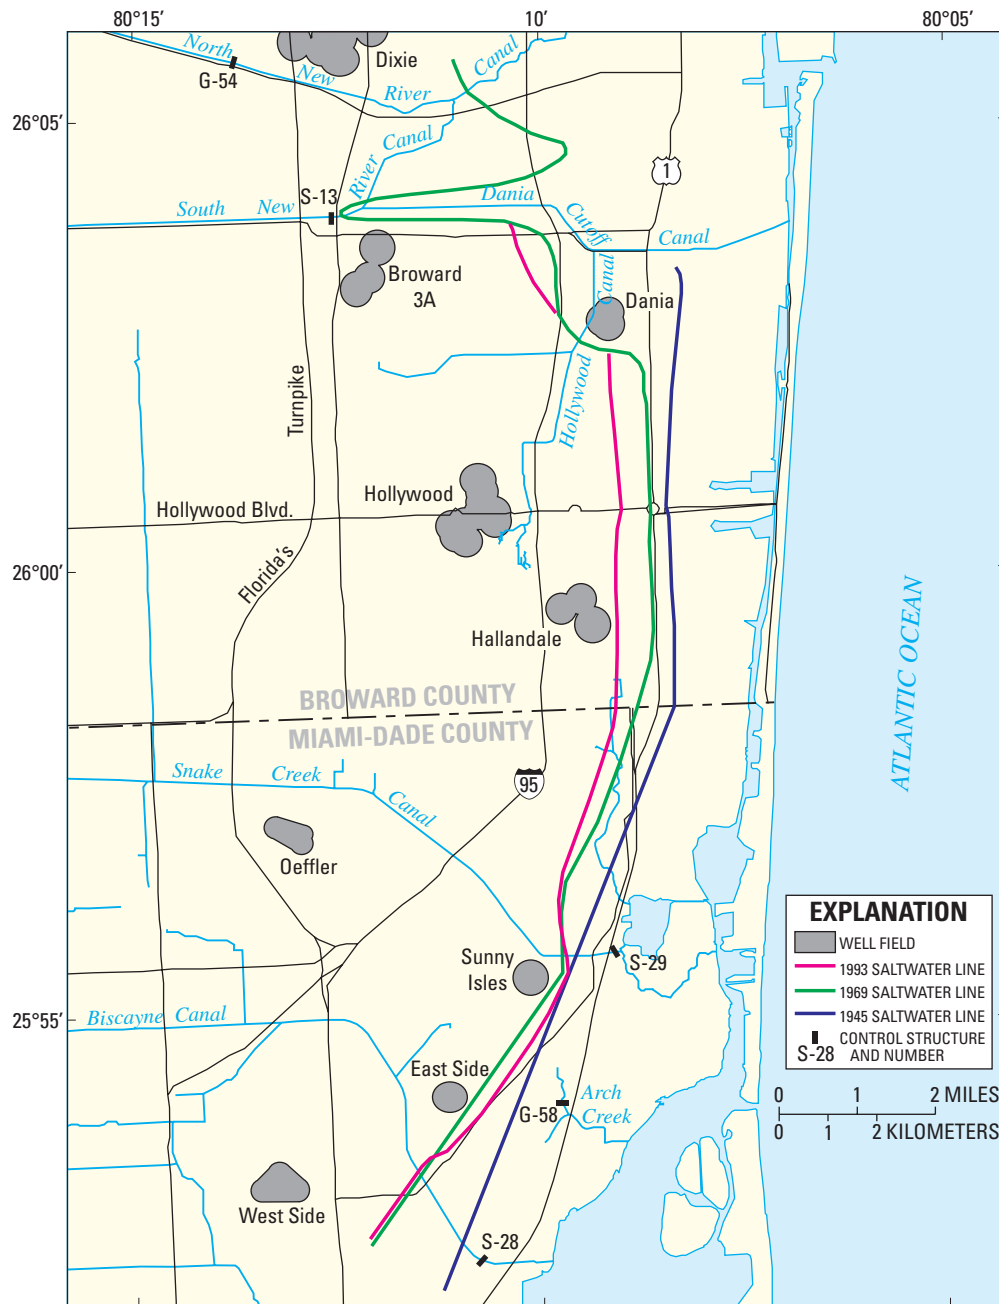 80°15′
10′
80°05′
North
New
River
Canal
Dixie
G-54
26°05′
River
Canal
1
S-13
South
New
Dania
Cutoff
Canal
Broward
3A
Canal
Dania
Hollywood
Turnpike
Hollywood
Hollywood Blvd.
26°00′
Florida's
Hallandale
ATLANTIC OCEAN
BROWARD COUNTY
MIAMI-DADE COUNTY
Snake
Creek
Canal
95
Oeffler
Sunny
Isles
S-29
25°55′
Biscayne Canal
East Side
G-58
Arch
Creek
West Side
S-28
EXPLANATION
WELL FIELD
1993 SALTWATER LINE
1969 SALTWATER LINE
1945 SALTWATER LINE
S-28
CONTROL STRUCTURE
AND NUMBER
0 1 2 MILES
0 1 2 KILOMETERS